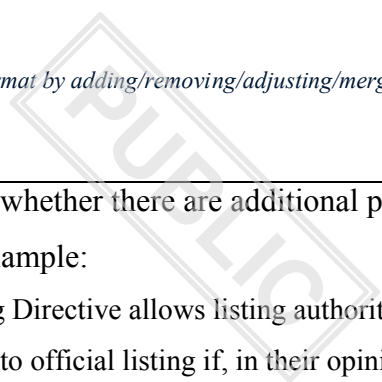 rmat by adding/removing/adjusting/merg
PUBLIC
whether there are additional p
ample:
g Directive allows listing authorit
to official listing if, in their opini